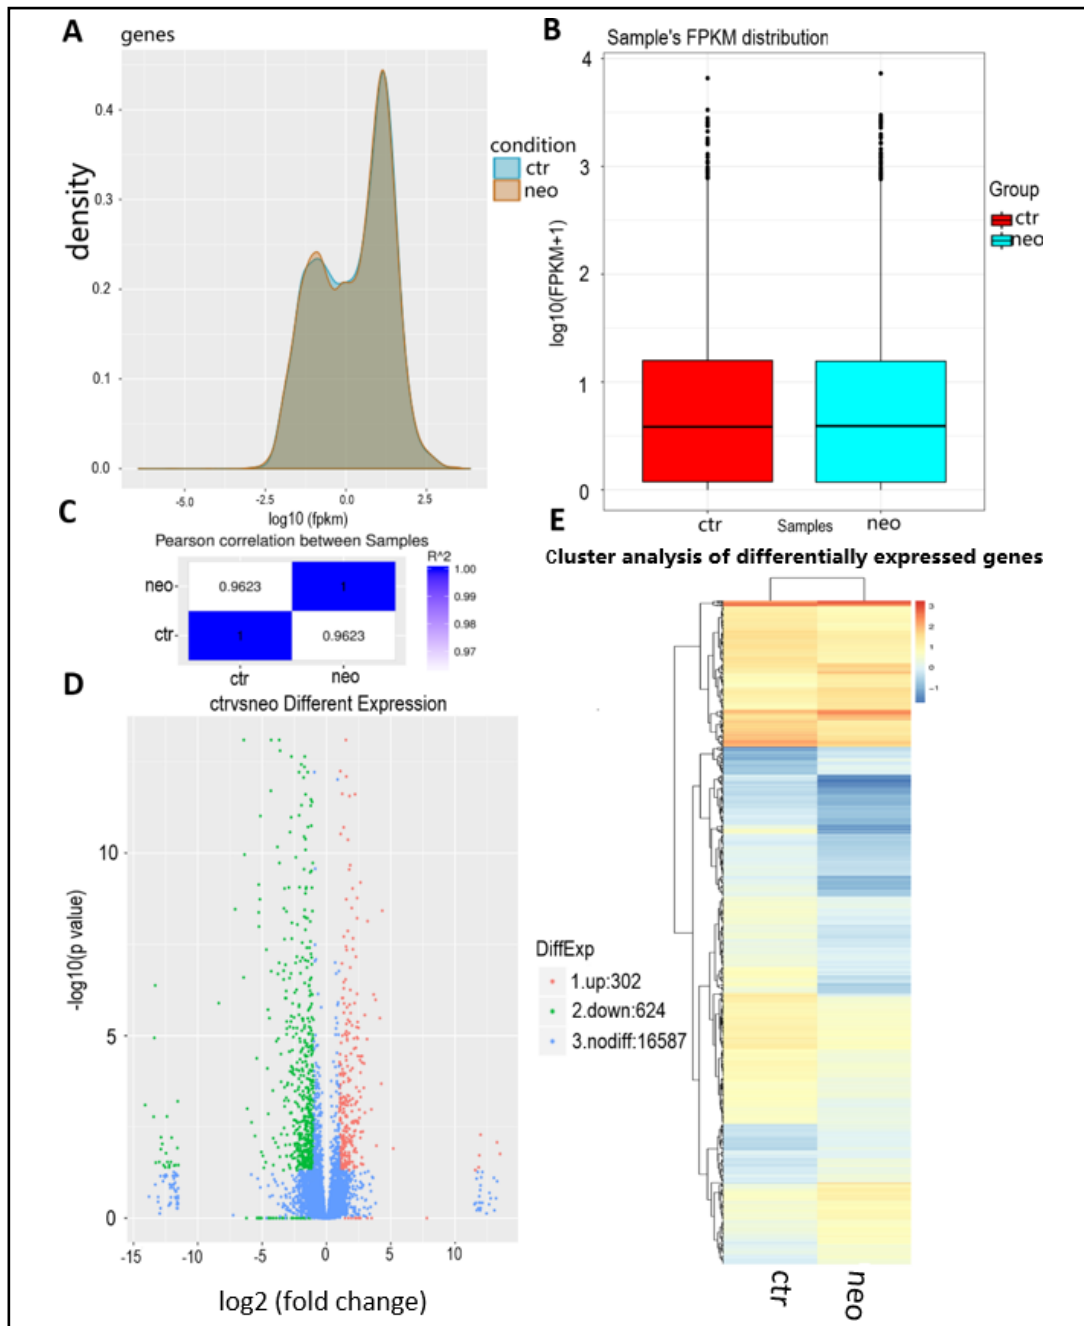 A
genes
0.4
0.3
0.2
0.1
0.0
density
-5.0
-2.5
0.0
2.5
log10 (fpkm)
condition
ctr
neo
B
Sample's FPKM distribution
4
3
2
1
0
log10(FPKM+1)
ctr
Samples
neo
Group
ctr
neo
C
Pearson correlation between Samples
neo
0.9623
1
ctr
1
0.9623
ctr
neo
R^2
1.00
0.99
0.98
0.97
D
ctrvsneo Different Expression
10
5
0
-log10(p value)
-15
-10
-5
0
5
10
log2 (fold change)
DiffExp
1.up:302
2.down:624
3.nodiff:16587
E
Cluster analysis of differentially expressed genes
3
2
1
0
-1
ctr
neo